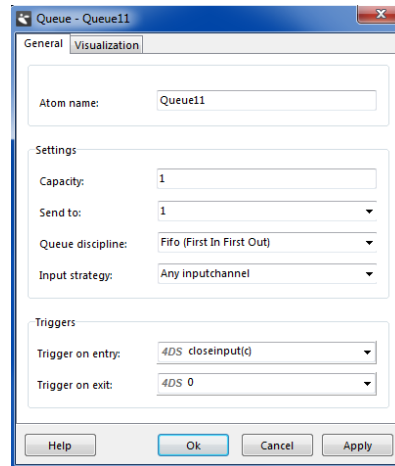 Queue - Queue11
General Visualization
Atom name: Queue11
Settings
Capacity: 1
Send to: 1
Queue discipline: Fifo (First In First Out)
Input strategy: Any inputchannel
Triggers
Trigger on entry: 4DS closeinput(c)
Trigger on exit: 4DS 0
Help Ok Cancel Apply